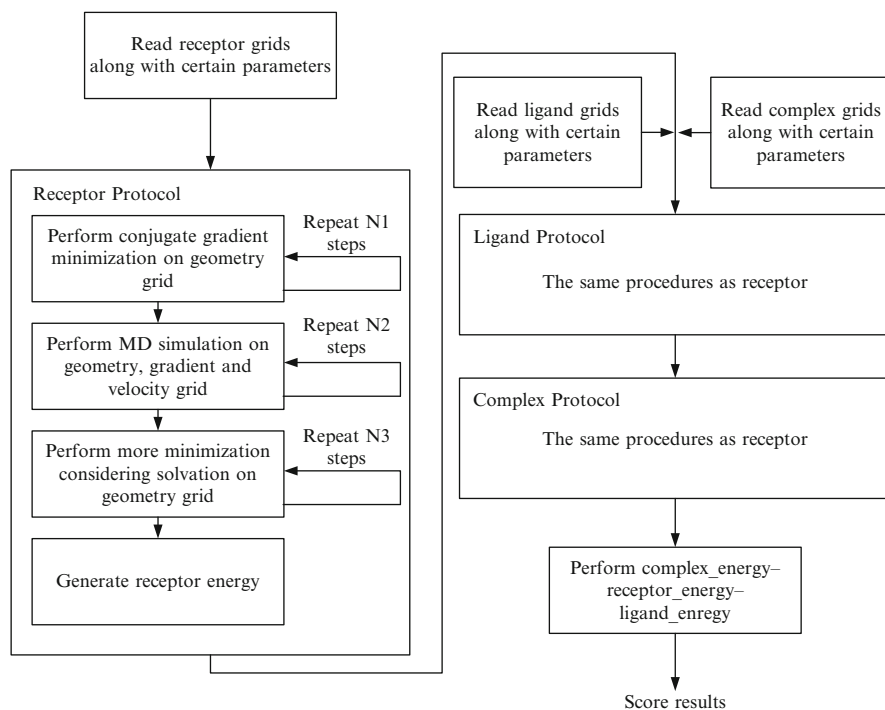 Read receptor grids
along with certain parameters
Receptor Protocol
Perform conjugate gradient
minimization on geometry
grid
Repeat N1
steps
Perform MD simulation on
geometry, gradient and
velocity grid
Repeat N2
steps
Perform more minimization
considering solvation on
geometry grid
Repeat N3
steps
Generate receptor energy
Read ligand grids
along with certain
parameters
Read complex grids
along with certain
parameters
Ligand Protocol
The same procedures as receptor
Complex Protocol
The same procedures as receptor
Perform complex_energy–
receptor_energy–
ligand_enregy
Score results